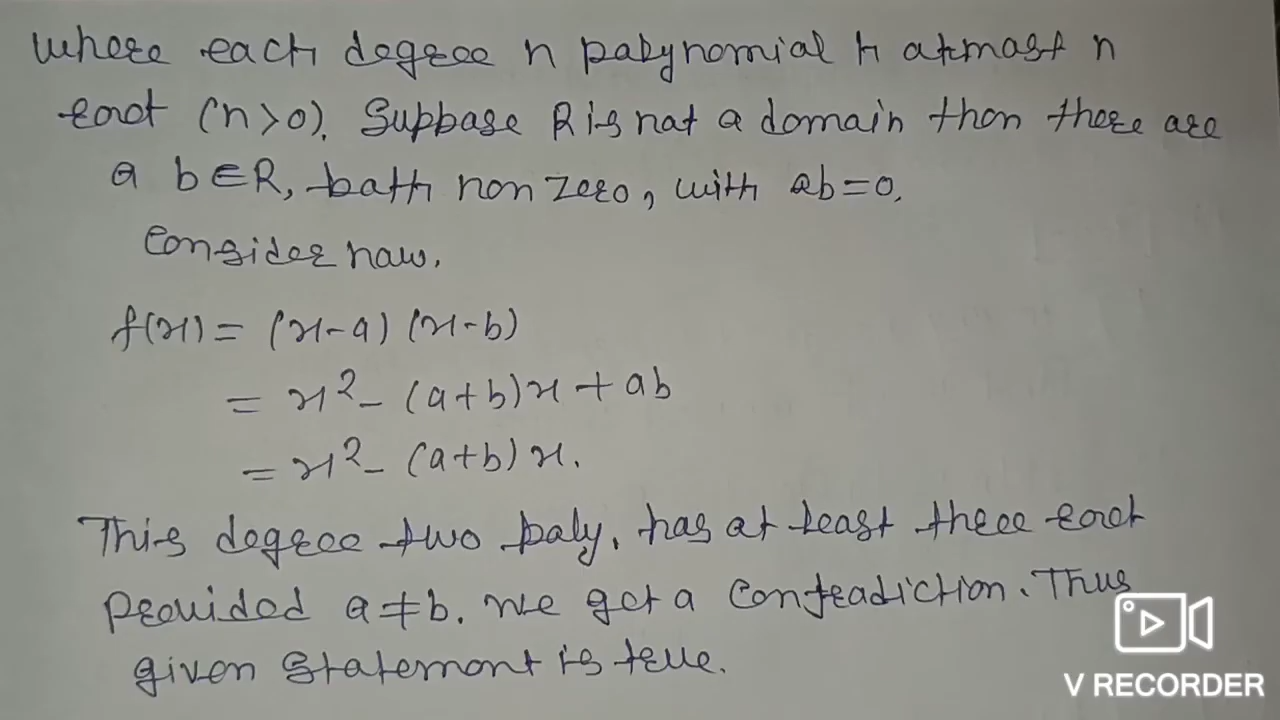 where each degree n polynomial h atmost n
root (n>0). Suppose R is not a domain then there are
a b∈R, both non zero, with ab=0.
Consider now.
f(x) = (x-a) (x-b)
= x² - (a+b)x + ab
= x² - (a+b) x.
This degree two poly. has at least three root
provided a≠b. we got a contradiction. Thus
given statement is true.
V RECORDER